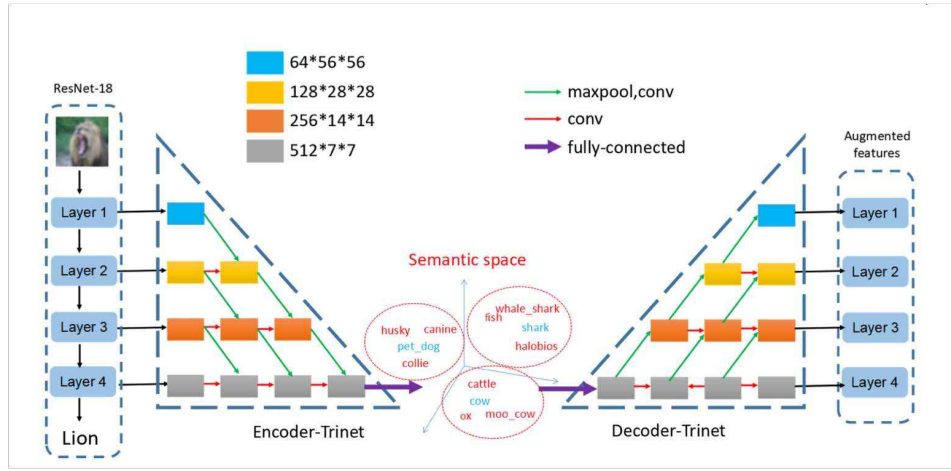 64*56*56
128*28*28
256*14*14
512*7*7
maxpool,conv
conv
fully-connected
ResNet-18
Layer 1
Layer 2
Layer 3
Layer 4
Lion
Encoder-Trinet
Semantic space
husky canine
pet_dog
collie
whale_shark
fish
shark
halobios
cattle
cow
ox moo_cow
Decoder-Trinet
Augmented
features
Layer 1
Layer 2
Layer 3
Layer 4